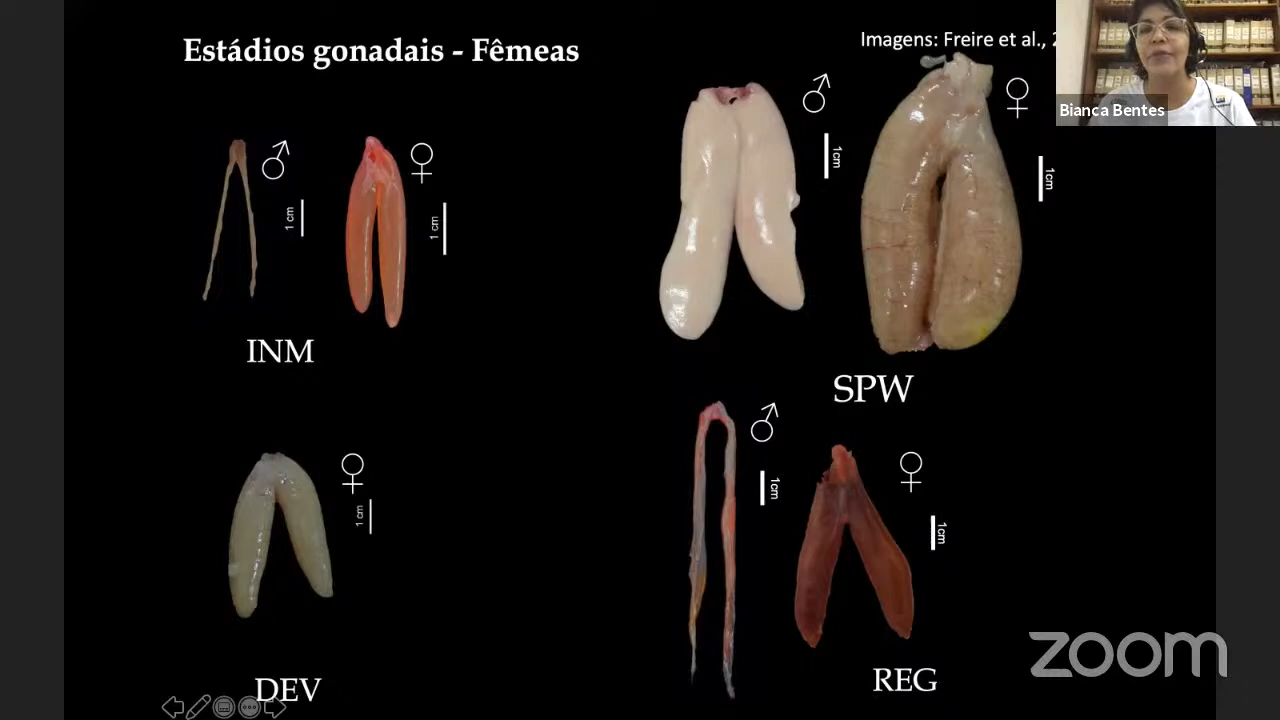 Estádios gonadais - Fêmeas
Imagens: Freire et al.,
Bianca Bentes
1 cm
1 cm
INM
1cm
1cm
SPW
1 cm
DEV
1cm
1cm
REG
zoom